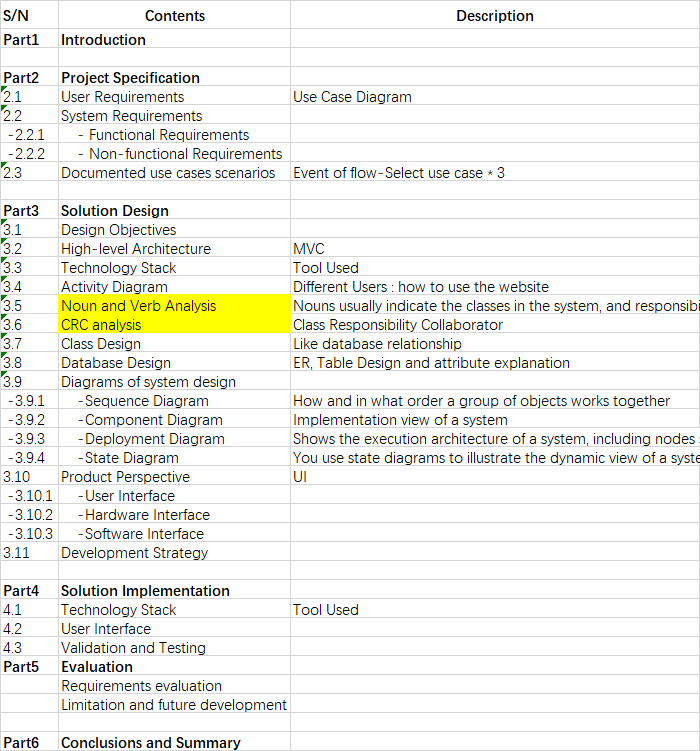 S/N Contents Description
Part1 Introduction
Part2 Project Specification
2.1 User Requirements Use Case Diagram
2.2 System Requirements
-2.2.1 - Functional Requirements
-2.2.2 - Non-functional Requirements
2.3 Documented use cases scenarios Event of flow-Select use case * 3
Part3 Solution Design
3.1 Design Objectives
3.2 High-level Architecture MVC
3.3 Technology Stack Tool Used
3.4 Activity Diagram Different Users : how to use the website
3.5 Noun and Verb Analysis Nouns usually indicate the classes in the system, and responsibi
3.6 CRC analysis Class Responsibility Collaborator
3.7 Class Design Like database relationship
3.8 Database Design ER, Table Design and attribute explanation
3.9 Diagrams of system design
-3.9.1 -Sequence Diagram How and in what order a group of objects works together
-3.9.2 -Component Diagram Implementation view of a system
-3.9.3 -Deployment Diagram Shows the execution architecture of a system, including nodes
-3.9.4 -State Diagram You use state diagrams to illustrate the dynamic view of a syste
3.10 Product Perspective UI
-3.10.1 -User Interface
-3.10.2 -Hardware Interface
-3.10.3 -Software Interface
3.11 Development Strategy
Part4 Solution Implementation
4.1 Technology Stack Tool Used
4.2 User Interface
4.3 Validation and Testing
Part5 Evaluation
Requirements evaluation
Limitation and future development
Part6 Conclusions and Summary